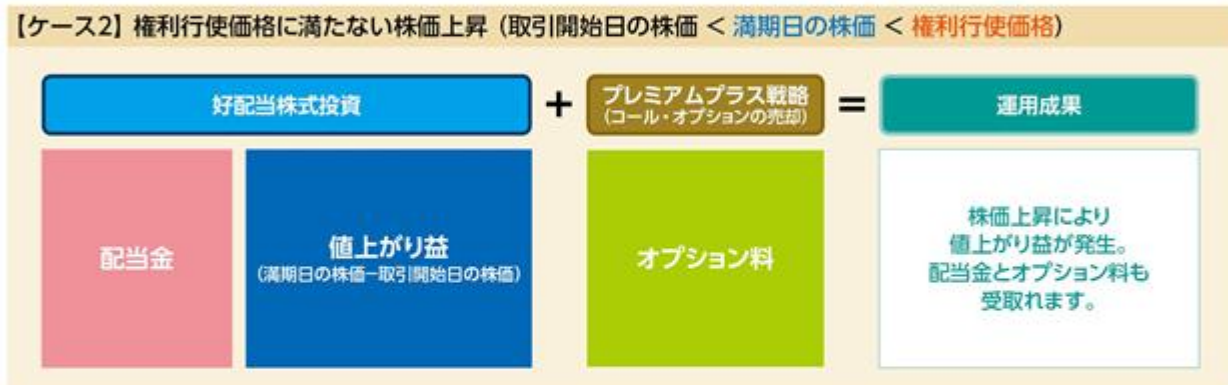 【ケース2】権利行使価格に満たない株価上昇（取引開始日の株価 < 満期日の株価 < 権利行使価格）
好配当株式投資
+
プレミアムプラス戦略
（コール・オプションの売却）
=
運用成果
配当金
値上がり益
（満期日の株価−取引開始日の株価）
オプション料
株価上昇により
値上がり益が発生。
配当金とオプション料も
受取れます。